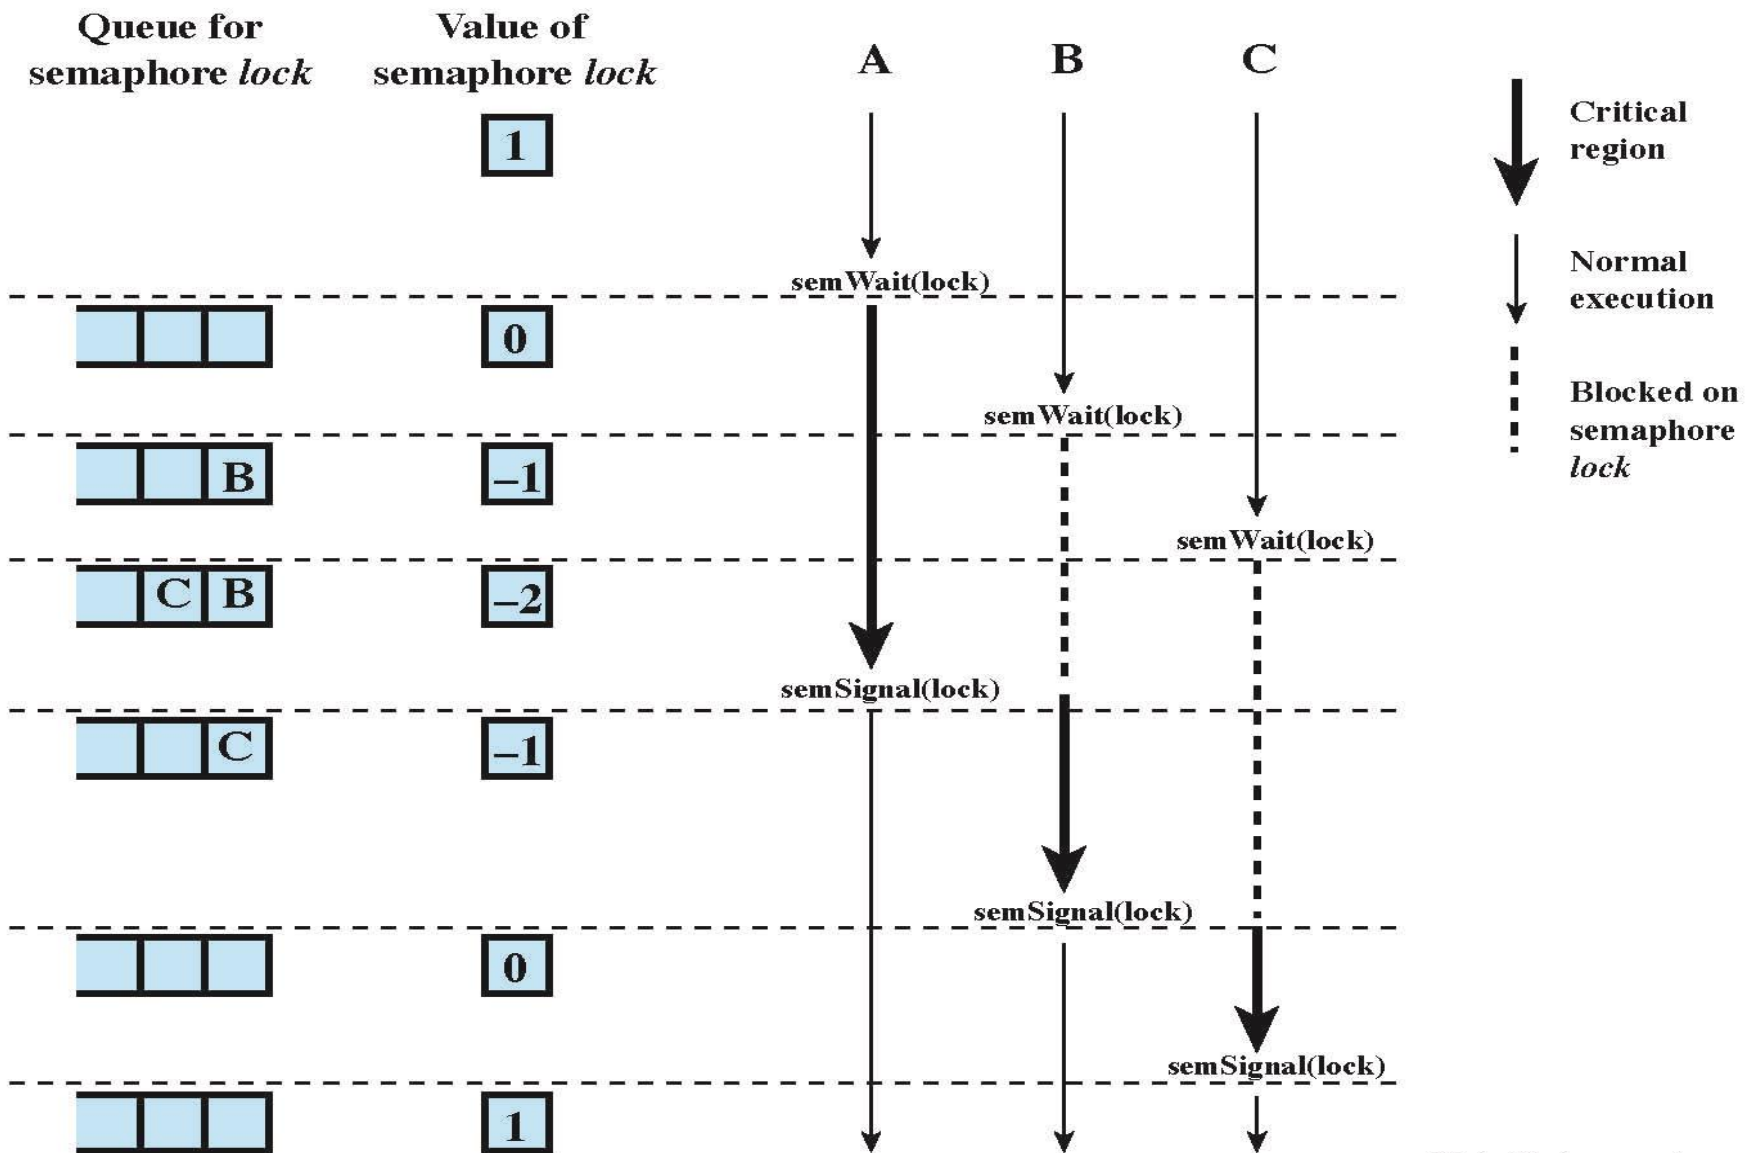 Queue for
semaphore lock
Value of
semaphore lock
A
B
C
1
Critical
region
Normal
execution
Blocked on
semaphore
lock
semWait(lock)
0
semWait(lock)
B
–1
semWait(lock)
C B
–2
semSignal(lock)
C
–1
semSignal(lock)
0
semSignal(lock)
1